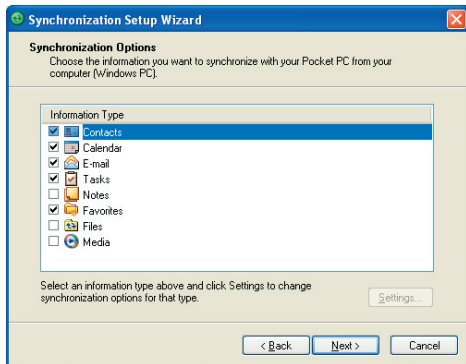 Synchronization Setup Wizard
Synchronization Options
Choose the information you want to synchronize with your Pocket PC from your
computer (Windows PC).
Information Type
Contacts
Calendar
E-mail
Tasks
Notes
Favorites
Files
Media
Select an information type above and click Settings to change
synchronization options for that type.
Settings...
< Back
Next >
Cancel